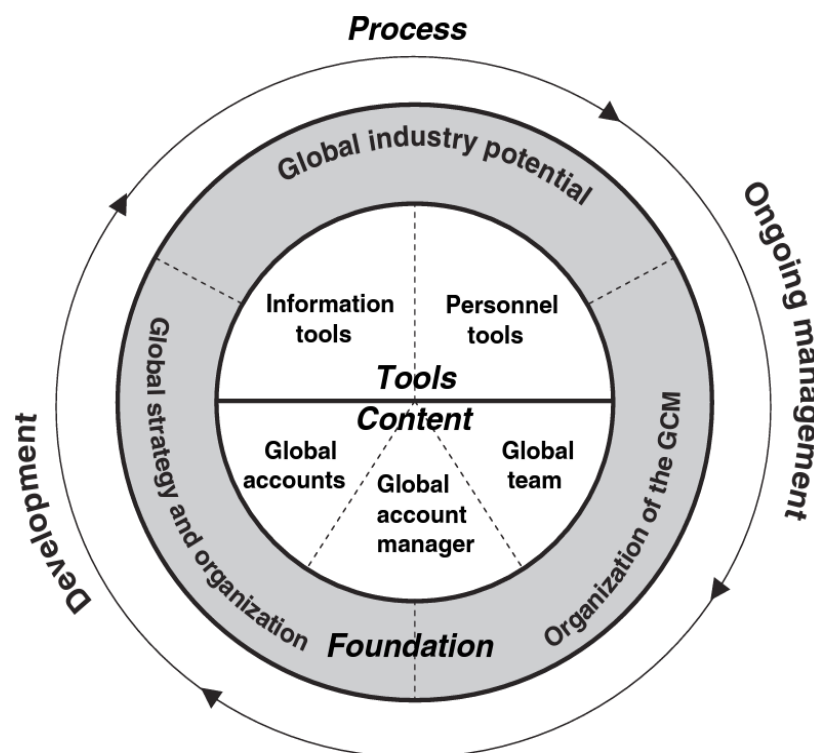 Process
Global industry potential
Ongoing management
Information
tools
Personnel
tools
Tools
Content
Global
accounts
Global
account
manager
Global
team
Global strategy and organization
Organization of the GCM
Development
Foundation